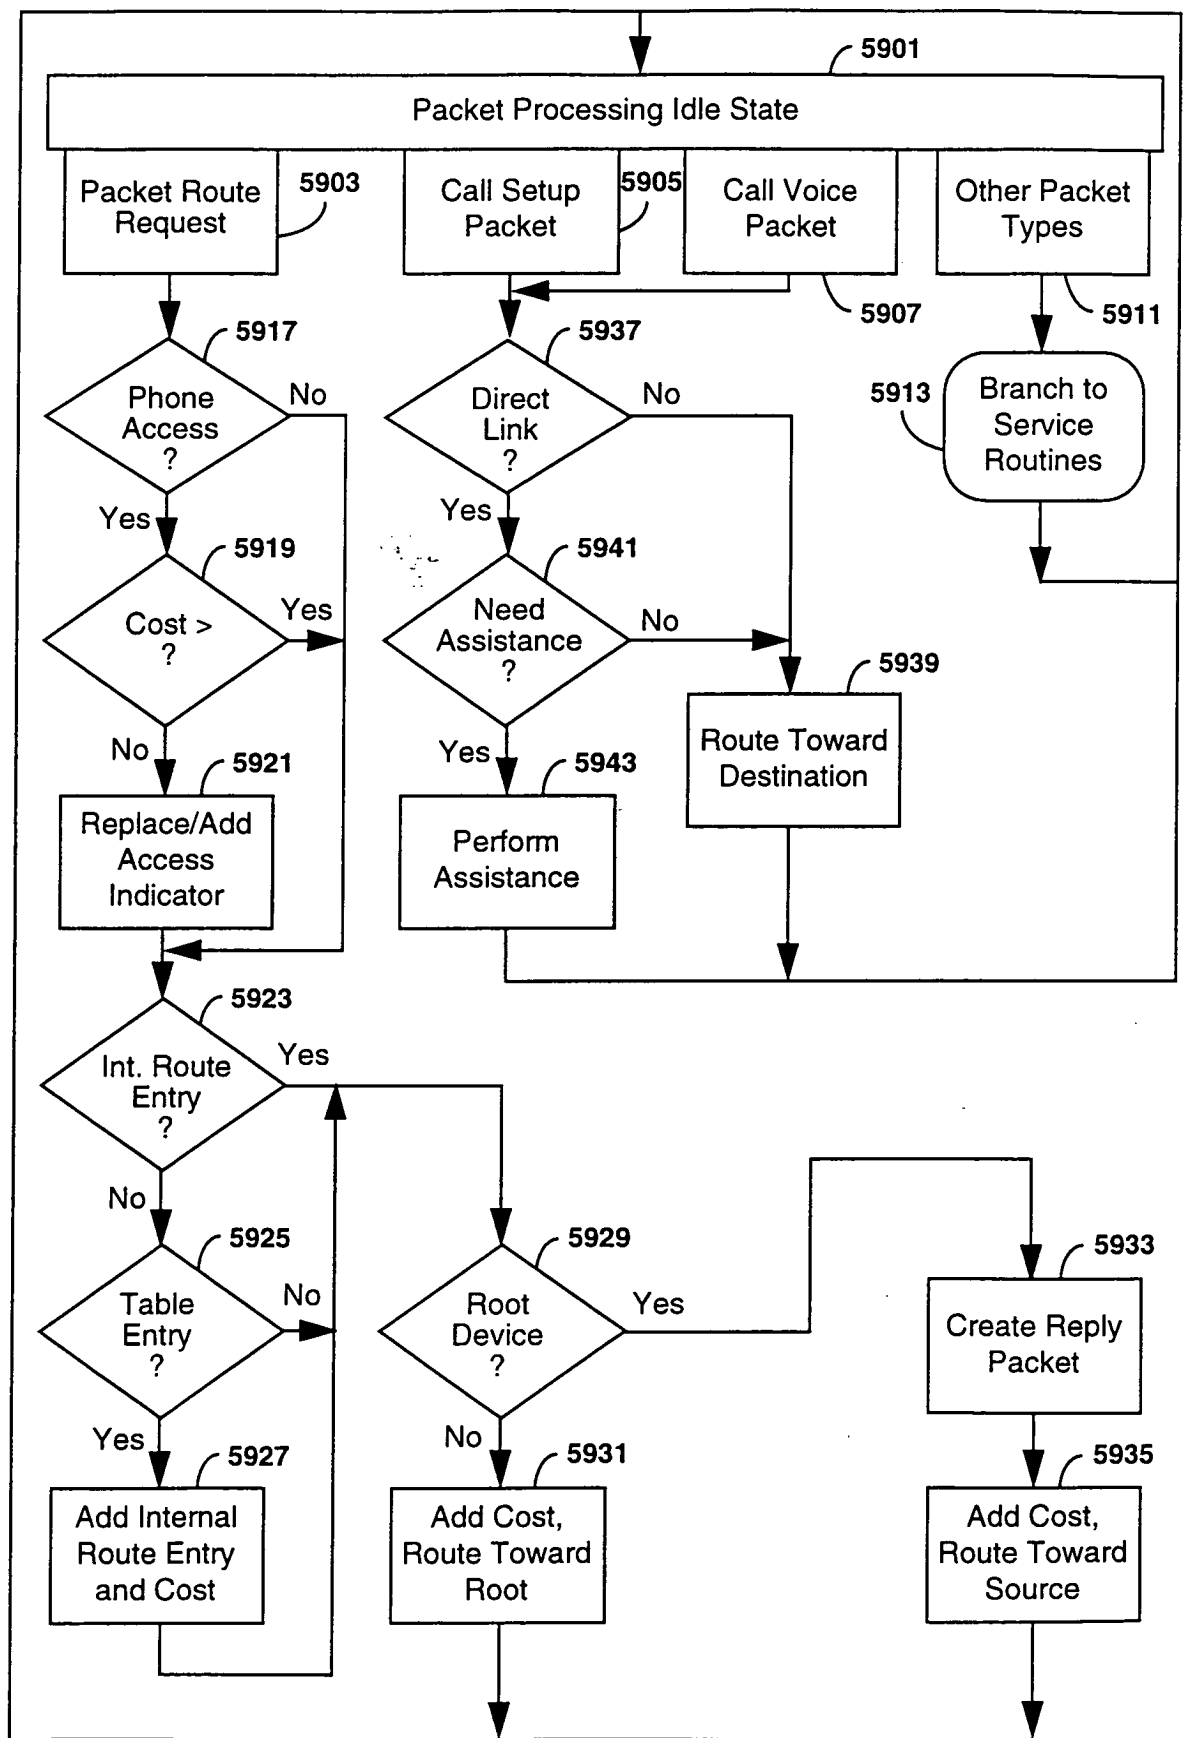 5901
Packet Processing Idle State
Packet Route
Request
5903
Call Setup
Packet
5905
Call Voice
Packet
5907
Other Packet
Types
5911
5917
Phone
Access
?
No
Yes
5937
Direct
Link
?
No
Yes
5913
Branch to
Service
Routines
5919
Cost >
?
Yes
No
5941
Need
Assistance
?
No
Yes
5939
Route Toward
Destination
5921
Replace/Add
Access
Indicator
5943
Perform
Assistance
5923
Int. Route
Entry
?
Yes
No
5925
Table
Entry
?
No
Yes
5929
Root
Device
?
Yes
No
5933
Create Reply
Packet
5927
Add Internal
Route Entry
and Cost
5931
Add Cost,
Route Toward
Root
5935
Add Cost,
Route Toward
Source